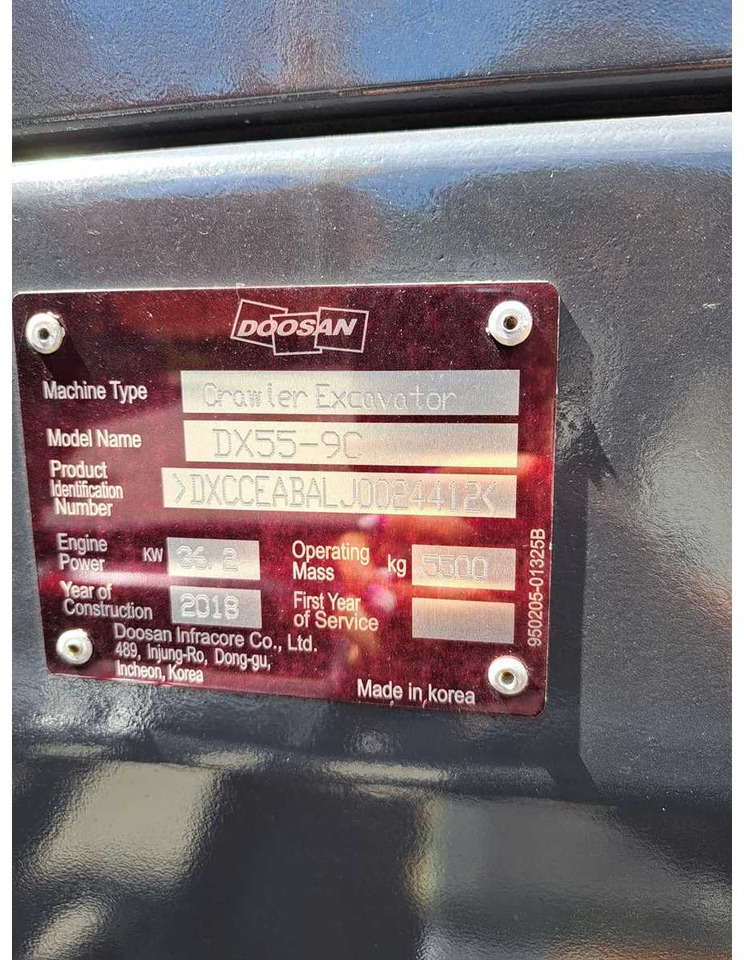 DOOSAN
Machine Type Crawler Excavator
Model Name DX55-9C
Product
Identification
Number >DXCCEABALJ0024412<
Engine
Power KW 36.2
Operating
Mass kg 5500
Year of
Construction 2018
First Year
of Service
Doosan Infracore Co., Ltd.
489, Injung-Ro, Dong-gu,
Incheon, Korea
Made in korea
950205-01325B